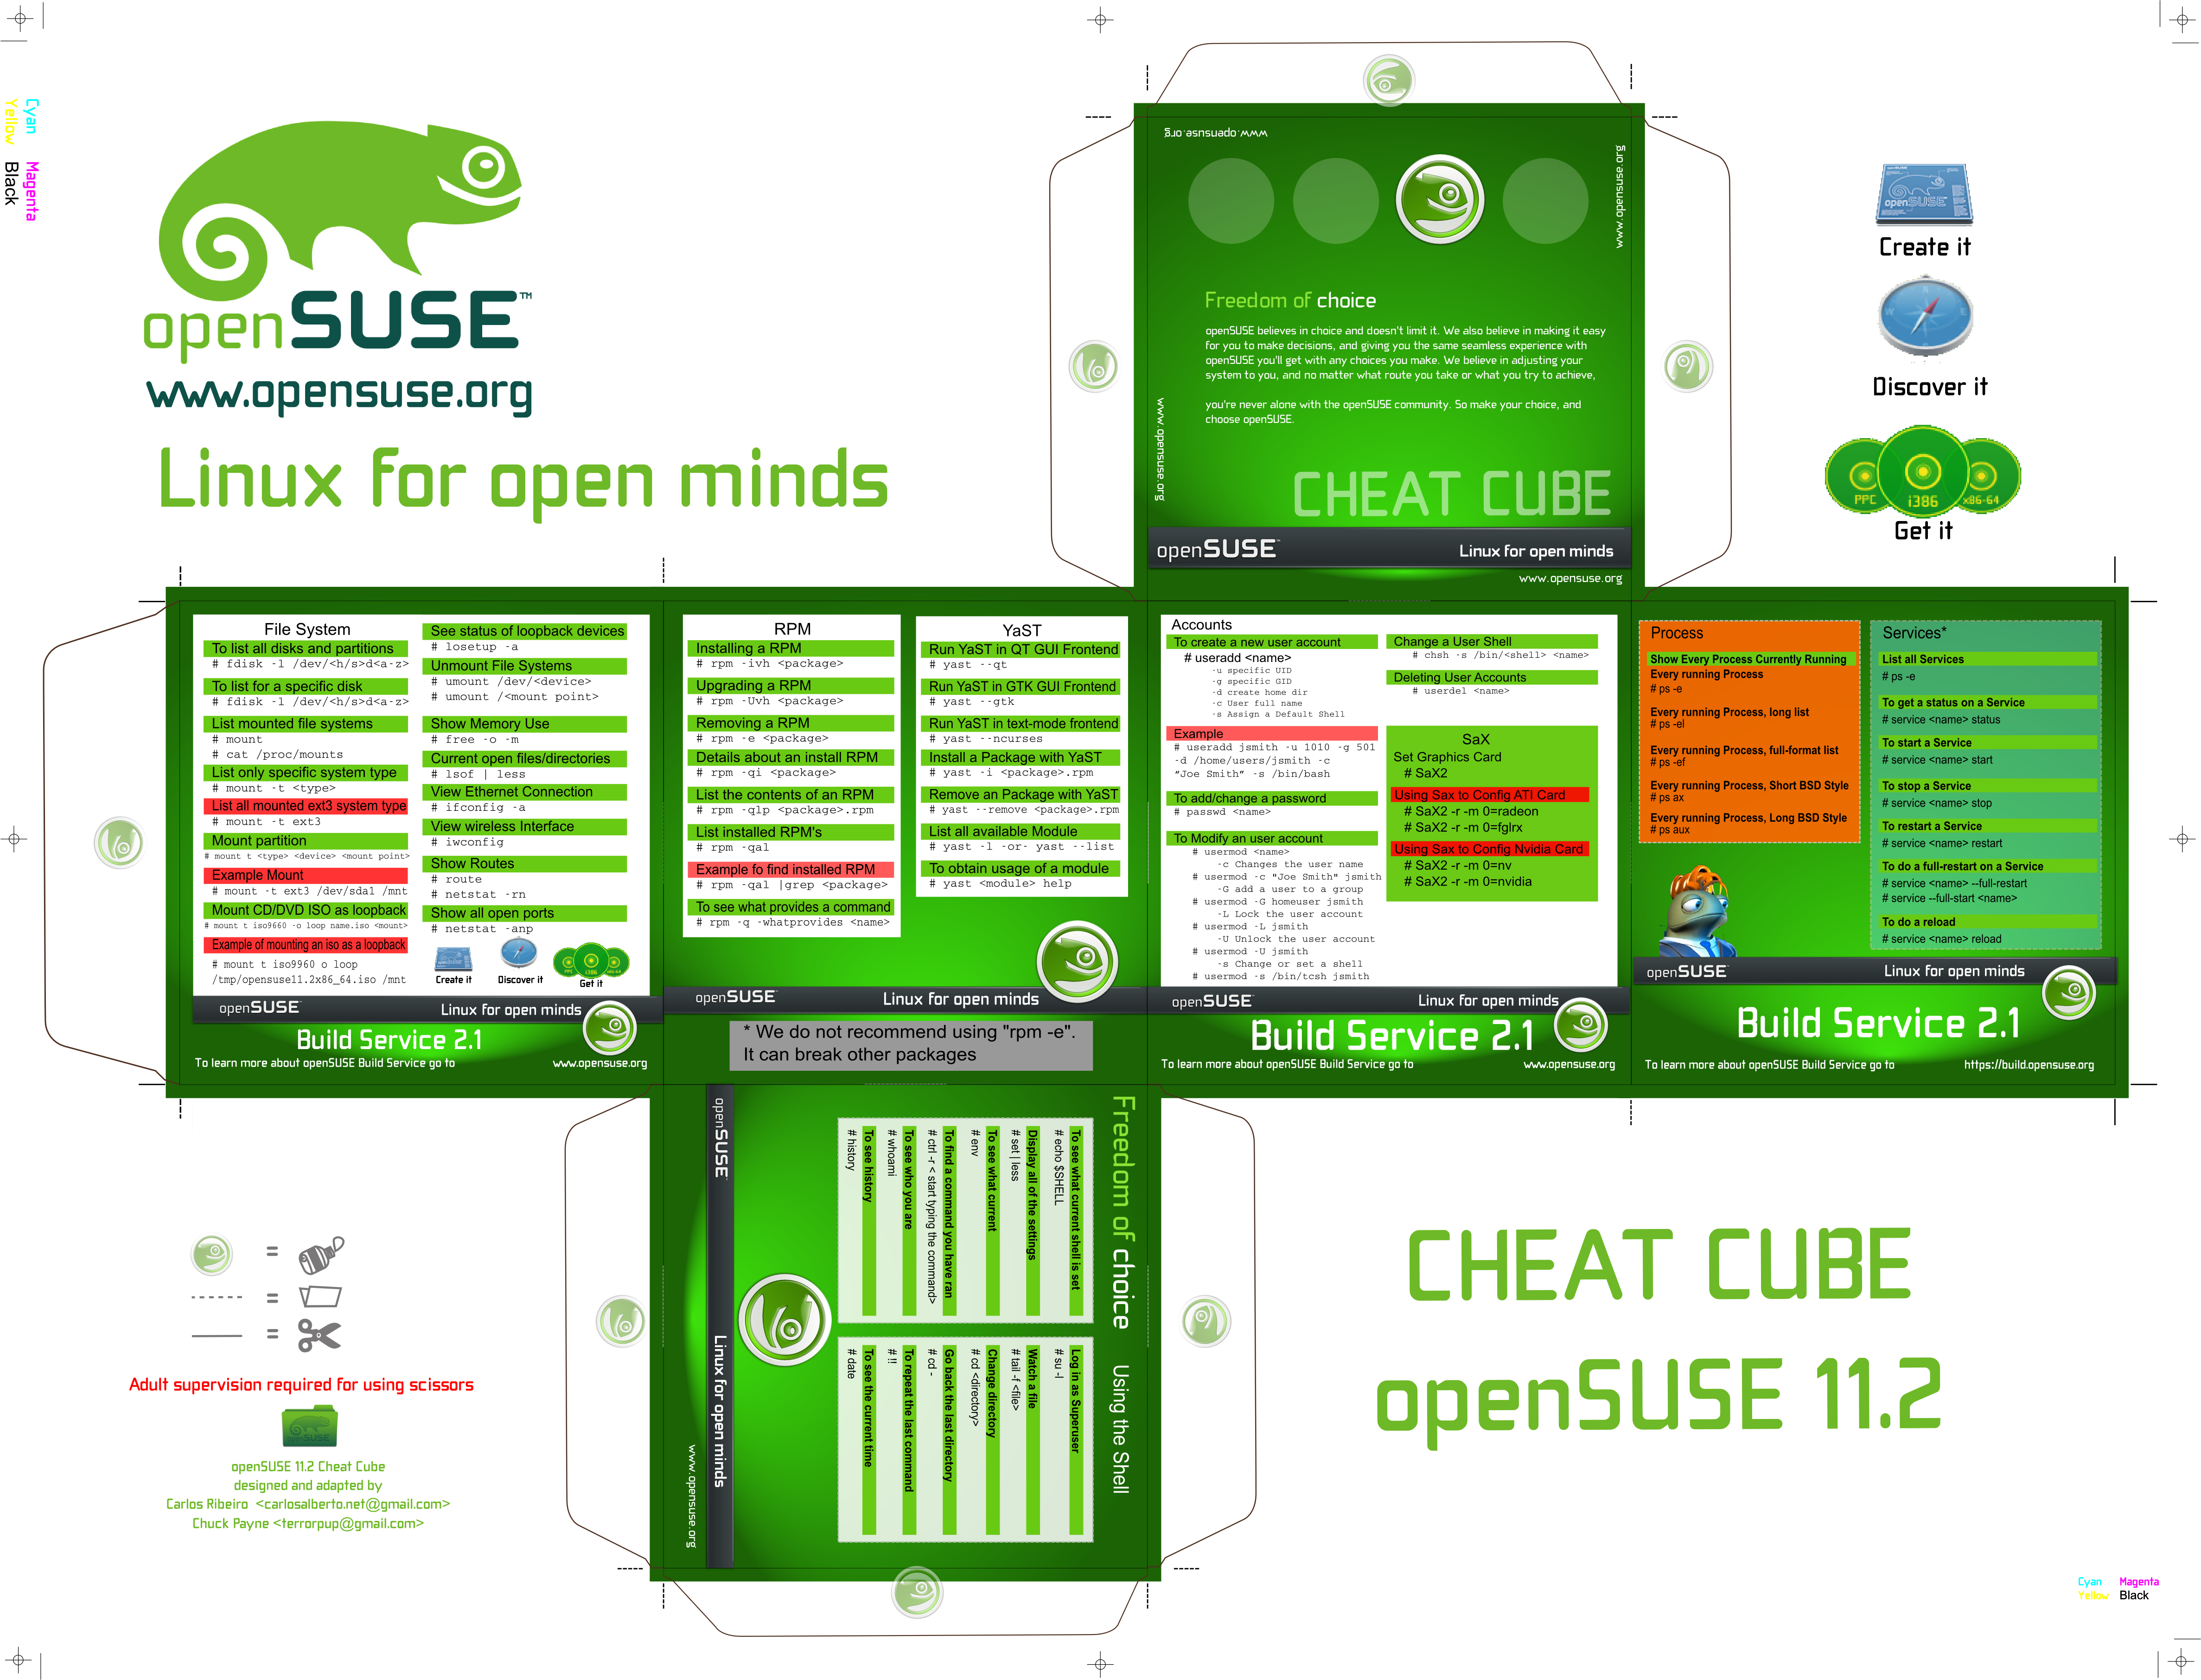 Cyan Magenta
Yellow Black
openSUSE™
www.opensuse.org
Linux for open minds
www.opensuse.org
www.opensuse.org
www.opensuse.org
Freedom of choice
openSUSE believes in choice and doesn't limit it. We also believe in making it easy
for you to make decisions, and giving you the same seamless experience with
openSUSE you'll get with any choices you make. We believe in adjusting your
system to you, and no matter what route you take or what you try to achieve,
you're never alone with the openSUSE community. So make your choice, and
choose openSUSE.
CHEAT CUBE
openSUSE™
Linux for open minds
www.opensuse.org
openSUSE
Create it
Discover it
PPC i386 x86-64
Get it
File System
To list all disks and partitions
# fdisk -l /dev/<h/s>d<a-z>
To list for a specific disk
# fdisk -l /dev/<h/s>d<a-z>
List mounted file systems
# mount
# cat /proc/mounts
List only specific system type
# mount -t <type>
List all mounted ext3 system type
# mount -t ext3
Mount partition
# mount t <type> <device> <mount point>
Example Mount
# mount -t ext3 /dev/sda1 /mnt
Mount CD/DVD ISO as loopback
# mount t iso9660 -o loop name.iso <mount>
Example of mounting an iso as a loopback
# mount t iso9960 o loop
/tmp/opensuse11.2x86_64.iso /mnt
See status of loopback devices
# losetup -a
Unmount File Systems
# umount /dev/<device>
# umount /<mount point>
Show Memory Use
# free -o -m
Current open files/directories
# lsof | less
View Ethernet Connection
# ifconfig -a
View wireless Interface
# iwconfig
Show Routes
# route
# netstat -rn
Show all open ports
# netstat -anp
Create it
Discover it
PPC i386 x86-64
Get it
openSUSE™
Linux for open minds
Build Service 2.1
To learn more about openSUSE Build Service go to
www.opensuse.org
RPM
Installing a RPM
# rpm -ivh <package>
Upgrading a RPM
# rpm -Uvh <package>
Removing a RPM
# rpm -e <package>
Details about an install RPM
# rpm -qi <package>
List the contents of an RPM
# rpm -qlp <package>.rpm
List installed RPM's
# rpm -qal
Example fo find installed RPM
# rpm -qal |grep <package>
To see what provides a command
# rpm -q -whatprovides <name>
YaST
Run YaST in QT GUI Frontend
# yast --qt
Run YaST in GTK GUI Frontend
# yast --gtk
Run YaST in text-mode frontend
# yast --ncurses
Install a Package with YaST
# yast -i <package>.rpm
Remove an Package with YaST
# yast --remove <package>.rpm
List all available Module
# yast -l -or- yast --list
To obtain usage of a module
# yast <module> help
openSUSE™
Linux for open minds
* We do not recommend using "rpm -e".
It can break other packages
Accounts
To create a new user account
# useradd <name>
-u specific UID
-g specific GID
-d create home dir
-c User full name
-s Assign a Default Shell
Example
# useradd jsmith -u 1010 -g 501
-d /home/users/jsmith -c
"Joe Smith" -s /bin/bash
To add/change a password
# passwd <name>
To Modify an user account
# usermod <name>
-c Changes the user name
# usermod -c "Joe Smith" jsmith
-G add a user to a group
# usermod -G homeuser jsmith
-L Lock the user account
# usermod -L jsmith
-U Unlock the user account
# usermod -U jsmith
-s Change or set a shell
# usermod -s /bin/tcsh jsmith
Change a User Shell
# chsh -s /bin/<shell> <name>
Deleting User Accounts
# userdel <name>
SaX
Set Graphics Card
# SaX2
Using Sax to Config ATI Card
# SaX2 -r -m 0=radeon
# SaX2 -r -m 0=fglrx
Using Sax to Config Nvidia Card
# SaX2 -r -m 0=nv
# SaX2 -r -m 0=nvidia
openSUSE™
Linux for open minds
Build Service 2.1
To learn more about openSUSE Build Service go to
www.opensuse.org
Process
Show Every Process Currently Running
Every running Process
# ps -e
Every running Process, long list
# ps -el
Every running Process, full-format list
# ps -ef
Every running Process, Short BSD Style
# ps ax
Every running Process, Long BSD Style
# ps aux
Services*
List all Services
# ps -e
To get a status on a Service
# service <name> status
To start a Service
# service <name> start
To stop a Service
# service <name> stop
To restart a Service
# service <name> restart
To do a full-restart on a Service
# service <name> --full-restart
# service --full-start <name>
To do a reload
# service <name> reload
openSUSE™
Linux for open minds
Build Service 2.1
To learn more about openSUSE Build Service go to
https://build.opensuse.org
Freedom of choice Using the Shell
To see what current shell is set
# echo $SHELL
Display all of the settings
# set | less
To see what current
# env
To find a command you have ran
# ctrl -r < start typing the command>
To see who you are
# whoami
To see history
# history
Log in as Superuser
# su -l
Watch a file
# tail -f <file>
Change directory
# cd <directory>
Go back the last directory
# cd -
To repeat the last command
# !!
To see the current time
# date
openSUSE™
Linux for open minds
www.opensuse.org
=
=
=
Adult supervision required for using scissors
openSUSE 11.2 Cheat Cube
designed and adapted by
Carlos Ribeiro <carlosalberto.net@gmail.com>
Chuck Payne <terrorpup@gmail.com>
CHEAT CUBE
openSUSE 11.2
Cyan Magenta
Yellow Black